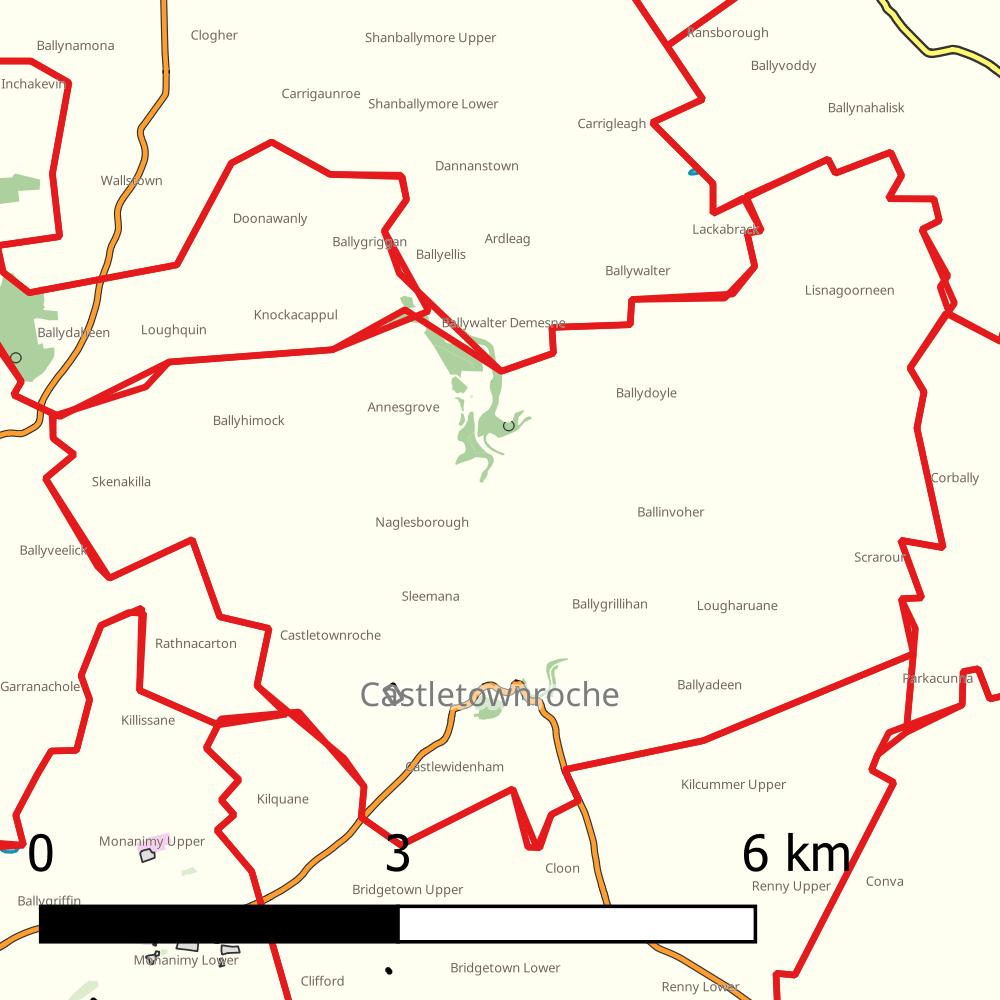 Clogher
Ransborough
Shanballymore Upper
Ballynamona
Ballyvoddy
Inchakevin
Carrigaunroe
Shanballymore Lower
Ballynahalisk
Carrigleagh
Dannanstown
Wallstown
Doonawanly
Lackabrack
Ardleag
Ballygriggan
Ballyellis
Ballywalter
Lisnagoorneen
Knockacappul
Ballywalter Demesne
Loughquin
Ballydaheen
Ballydoyle
Annesgrove
Ballyhimock
Corbally
Skenakilla
Ballinvoher
Naglesborough
Ballyveelick
Scraroun
Sleemana
Ballygrillihan
Lougharuane
Castletownroche
Rathnacarton
Parkacunna
Ballyadeen
Garranachole
Castletownroche
Killissane
Castlewidenham
Kilcummer Upper
Kilquane
Monanimy Upper
0 3 6 km
Cloon
Conva
Renny Upper
Bridgetown Upper
Ballygriffin
Monanimy Lower
Bridgetown Lower
Clifford
Renny Lower